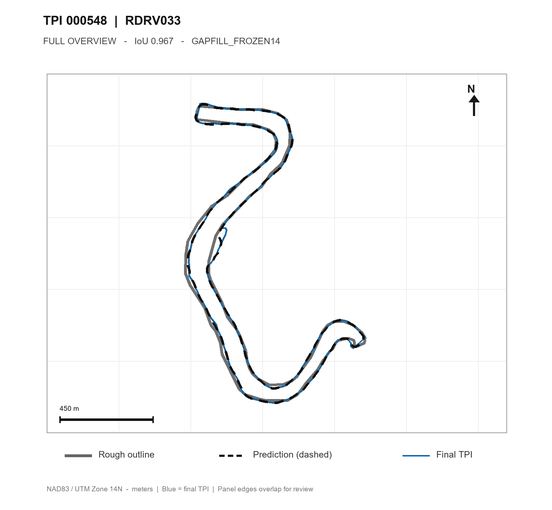 TPI 000548 | RDRV033
FULL OVERVIEW - IoU 0.967 - GAPFILL_FROZEN14
N
450 m
Rough outline Prediction (dashed) Final TPI
NAD83 / UTM Zone 14N - meters | Blue = final TPI | Panel edges overlap for review